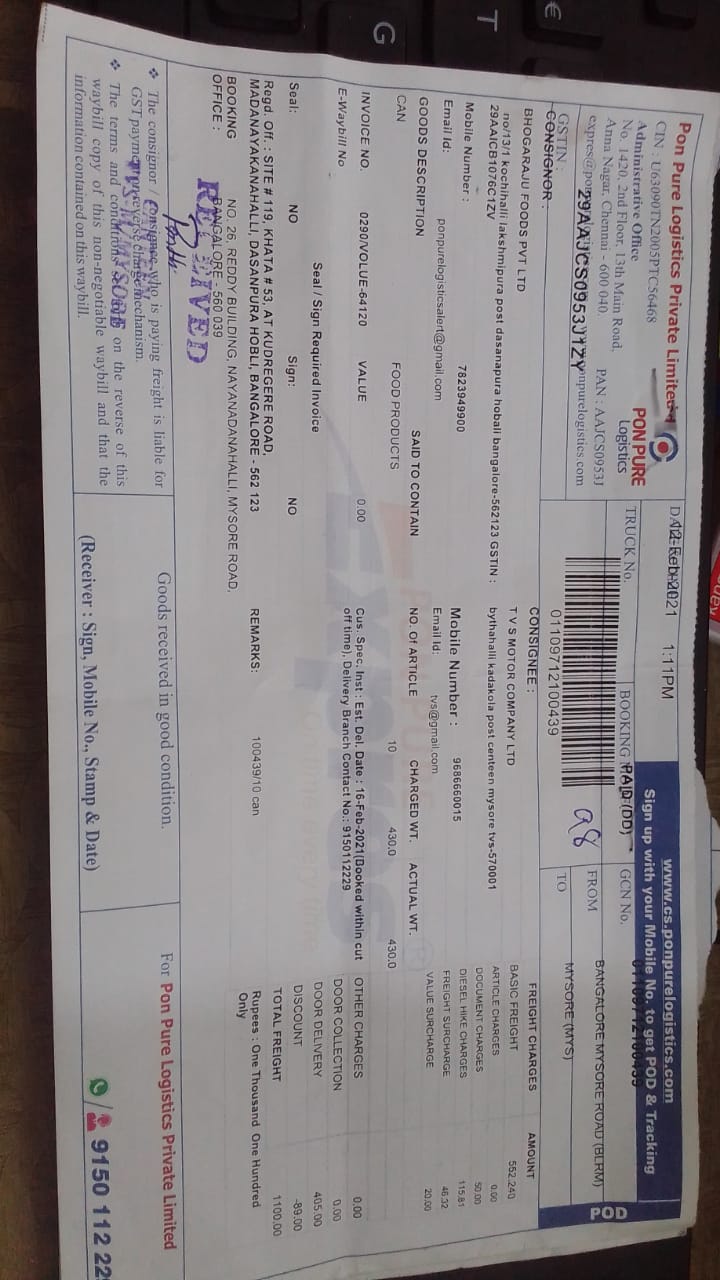 Pon Pure Logistics Private Limited
CIN : U63090TN2005PTC56468
Administrative Office
No. 1420, 2nd Floor, 13th Main Road,
Anna Nagar, Chennai - 600 040.
PAN : AAJCS0953J
PON PURE
Logistics
GSTIN :
29AAJCS0953J1ZY
DATE
12-Feb-2021 1:11PM
TRUCK No.
BOOKING
PAID (DD)
01109712100439
98
www.cs.ponpurelogistics.com
Sign up with your Mobile No. to get POD & Tracking
GCN No.
01109712100439
FROM
BANGALORE MYSORE ROAD (BLRM)
TO
MYSORE (MYS)
POD
CONSIGNOR :
BHOGARAJU FOODS PVT LTD
no/13/1 kochihalli lakshmipura post dasanapura hobali bangalore-562123 GSTIN :
29AAICB1076C1ZV
Mobile Number : 7823949900
Email Id: ponpurelogisticsalert@gmail.com
CONSIGNEE :
T V S MOTOR COMPANY LTD
bythahalli kadakola post centeen mysore tvs-570001
Mobile Number : 9686660015
Email Id: tvs@gmail.com
GOODS DESCRIPTION SAID TO CONTAIN NO. Of ARTICLE CHARGED WT. ACTUAL WT.
CAN FOOD PRODUCTS 10 430.0 430.0
INVOICE NO. 0290/VOLUE-64120 VALUE 0.00
E-Waybill No
Cus. Spec. Inst : Est. Del. Date : 16-Feb-2021(Booked within cut
off time), Delivery Branch Contact No.: 9150112229
Seal / Sign Required Invoice
Seal: NO Sign: NO
FREIGHT CHARGES AMOUNT
BASIC FREIGHT 552.240
ARTICLE CHARGES 0.00
DOCUMENT CHARGES 50.00
DIESEL HIKE CHARGES 115.81
FREIGHT SURCHARGE 46.32
VALUE SURCHARGE 20.00
OTHER CHARGES 0.00
DOOR COLLECTION 0.00
DOOR DELIVERY 405.00
DISCOUNT -89.00
TOTAL FREIGHT 1100.00
Rupees : One Thousand One Hundred
Only
Regd. Off. : SITE # 119, KHATA # 53, AT KUDREGERE ROAD,
MADANAYAKANAHALLI, DASANPURA HOBLI, BANGALORE - 562 123
REMARKS: 100439/10 can
BOOKING
OFFICE :
NO, 26, REDDY BUILDING, NAYANADANAHALLI, MYSORE ROAD,
BANGALORE - 560 039
RECEIVED
❖ The consignor / Consignee who is paying freight is liable for
GST payment reverse charge mechanism.
❖ The terms and conditions on the reverse of this
waybill copy of this non-negotiable waybill and that the
information contained on this waybill.
Goods received in good condition.
(Receiver : Sign, Mobile No., Stamp & Date)
For Pon Pure Logistics Private Limited
9150 112 22